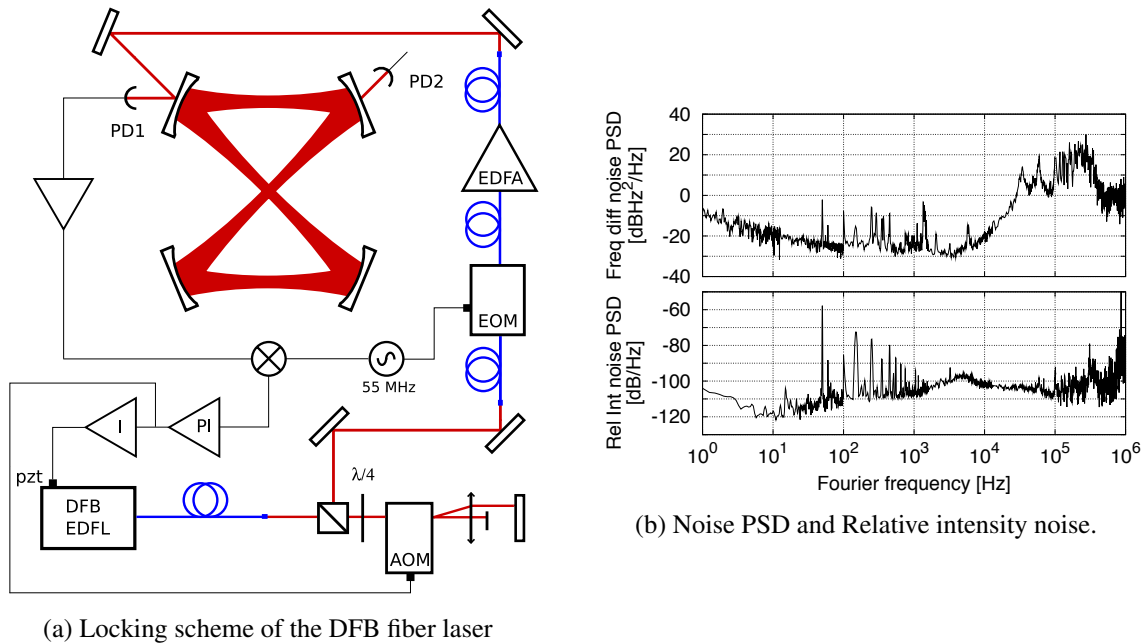 PD1
PD2
EDFA
EOM
55 MHz
I
PI
pzt
DFB
EDFL
λ/4
AOM
(a) Locking scheme of the DFB fiber laser
Freq diff noise PSD
[dBHz²/Hz]
40
20
0
-20
-40
Rel Int noise PSD
[dB/Hz]
-60
-80
-100
-120
10⁰ 10¹ 10² 10³ 10⁴ 10⁵ 10⁶
Fourier frequency [Hz]
(b) Noise PSD and Relative intensity noise.